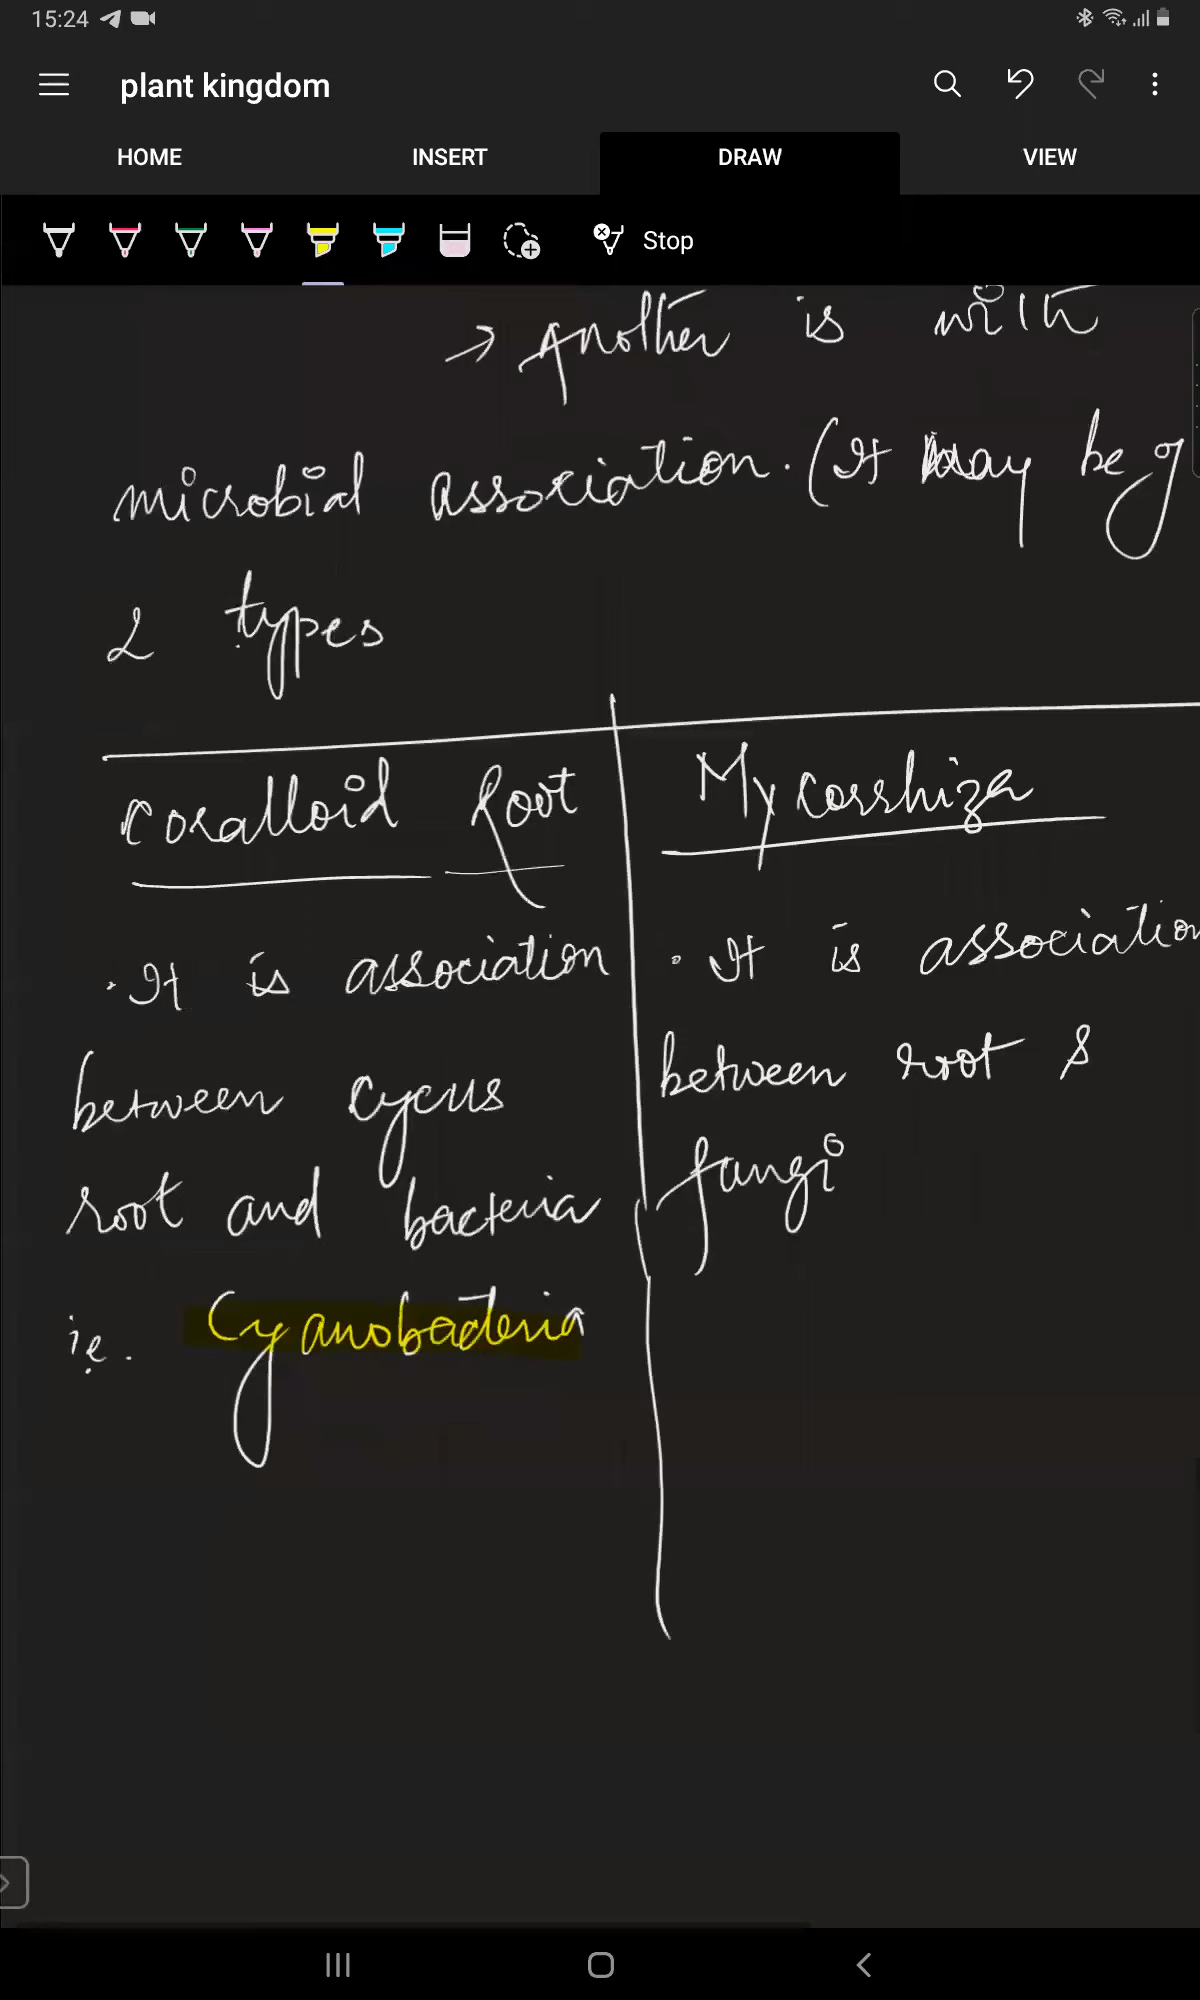 15:24
plant kingdom
HOME INSERT DRAW VIEW
Stop
→ Another is with
microbial association. (It may be of
2 types
Coralloid Root
Mycorrhiza
. It is association
between cycus
root and bacteria
ie. Cyanobacteria
. It is association
between root &
fungi